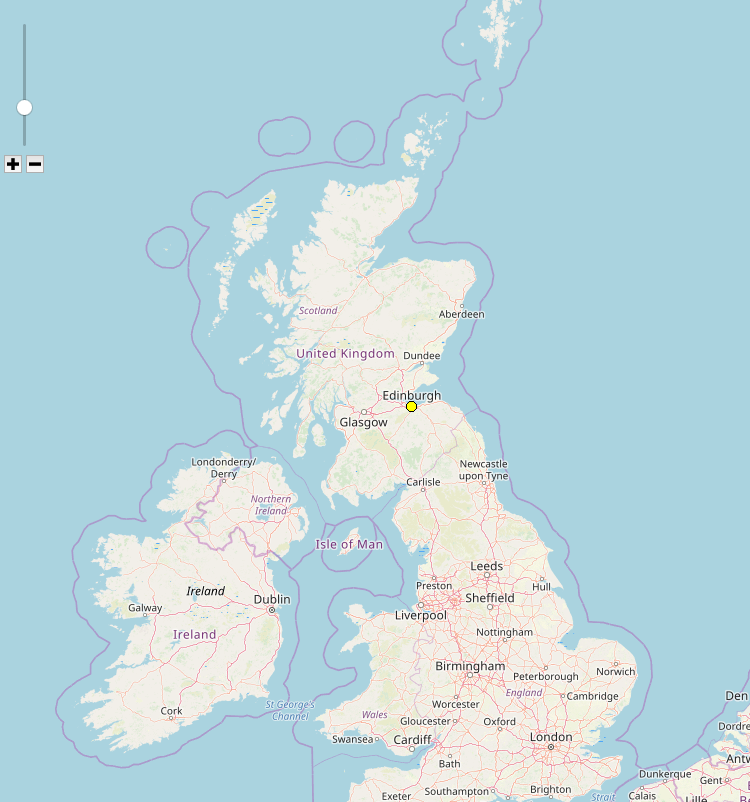 Scotland
Aberdeen
United Kingdom
Dundee
Edinburgh
Glasgow
Londonderry/
Derry
Newcastle
upon Tyne
Carlisle
Northern
Ireland
Isle of Man
Leeds
Preston
Hull
Ireland
Dublin
Sheffield
Galway
Liverpool
Ireland
Nottingham
Birmingham
Peterborough
Norwich
England
Cambridge
Den
St George's
Channel
Cork
Worcester
Wales
Gloucester
Oxford
Dordre
Swansea
Cardiff
London
Bath
Antw
Dunkerque
Gent
Exeter
Southampton
Brighton
Strait
Calais
Lille